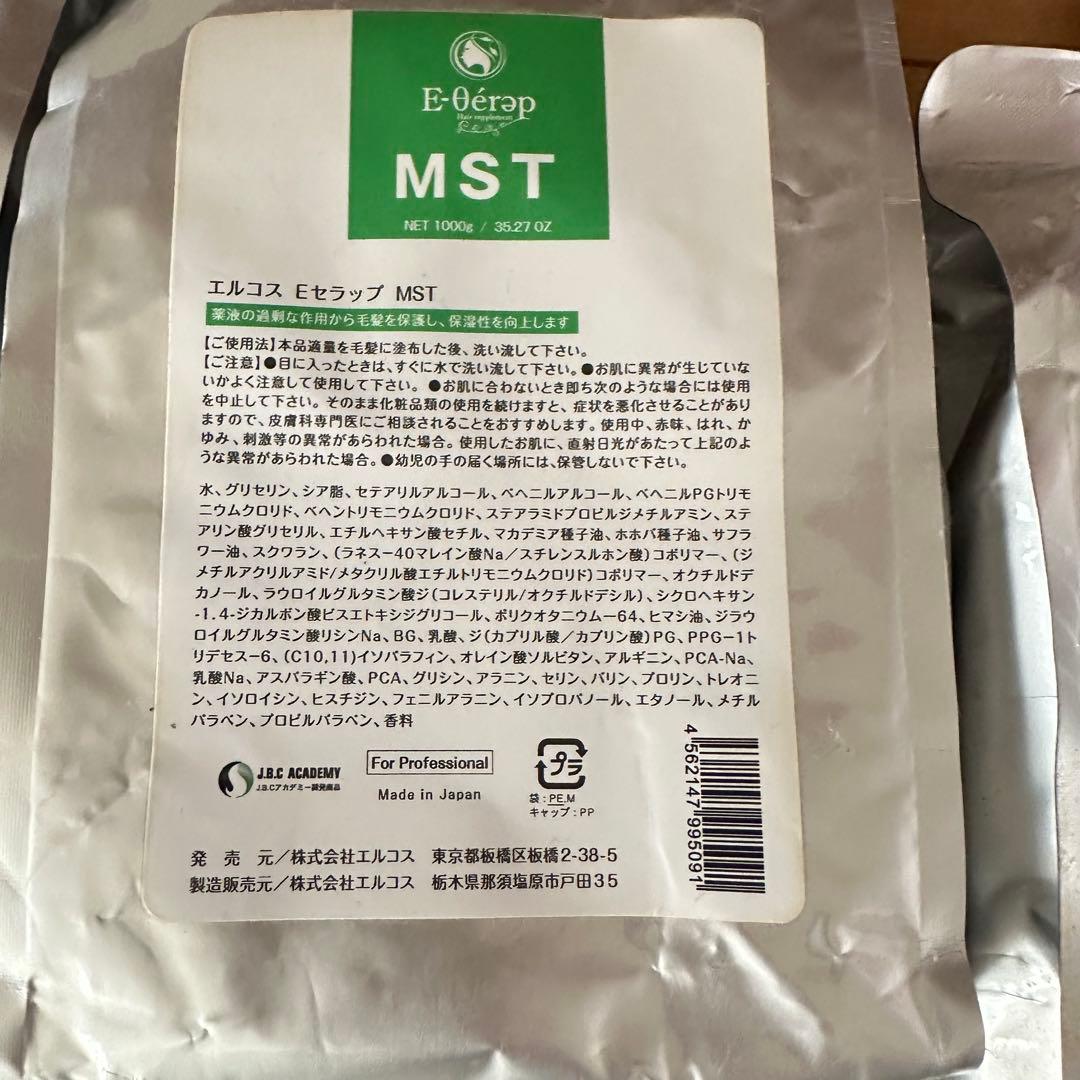 E-θérəp
Hair supplement
MST
NET 1000g / 35.27 OZ
エルコス Eセラップ MST
薬液の過剰な作用から毛髪を保護し、保湿性を向上します
【ご使用法】本品適量を毛髪に塗布した後、洗い流して下さい。
【ご注意】●目に入ったときは、すぐに水で洗い流して下さい。●お肌に異常が生じていな
いかよく注意して使用して下さい。 ●お肌に合わないとき即ち次のような場合には使用
を中止して下さい。そのまま化粧品類の使用を続けますと、症状を悪化させることがあり
ますので、皮膚科専門医にご相談されることをおすすめします。使用中、赤味、はれ、か
ゆみ、刺激等の異常があらわれた場合。使用したお肌に、直射日光があたって上記のよ
うな異常があらわれた場合。●幼児の手の届く場所には、保管しないで下さい。
水、グリセリン、シア脂、セテアリルアルコール、ベヘニルアルコール、ベヘニルPGトリモ
ニウムクロリド、ベヘントリモニウムクロリド、ステアラミドプロピルジメチルアミン、ステ
アリン酸グリセリル、エチルヘキサン酸セチル、マカデミア種子油、ホホバ種子油、サフラ
ワー油、スクワラン、（ラネス-40マレイン酸Na／スチレンスルホン酸）コポリマー、（ジ
メチルアクリルアミド/メタクリル酸エチルトリモニウムクロリド）コポリマー、オクチルドデ
カノール、ラウロイルグルタミン酸ジ（コレステリル/オクチルドデシル）、シクロヘキサン
-1.4-ジカルボン酸ビスエトキシジグリコール、ポリクオタニウム-64、ヒマシ油、ジラウ
ロイルグルタミン酸リシンNa、BG、乳酸、ジ（カプリル酸／カプリン酸）PG、PPG-1ト
リデセス-6、（C10,11）イソパラフィン、オレイン酸ソルビタン、アルギニン、PCA-Na、
乳酸Na、アスパラギン酸、PCA、グリシン、アラニン、セリン、バリン、プロリン、トレオニ
ン、イソロイシン、ヒスチジン、フェニルアラニン、イソプロパノール、エタノール、メチル
パラベン、プロピルパラベン、香料
J.B.C ACADEMY
J.B.Cアカデミー開発商品
For Professional
Made in Japan
プラ
袋：PE,M
キャップ：PP
4 562147 995091
発 売 元／株式会社エルコス 東京都板橋区板橋2-38-5
製造販売元／株式会社エルコス 栃木県那須塩原市戸田35